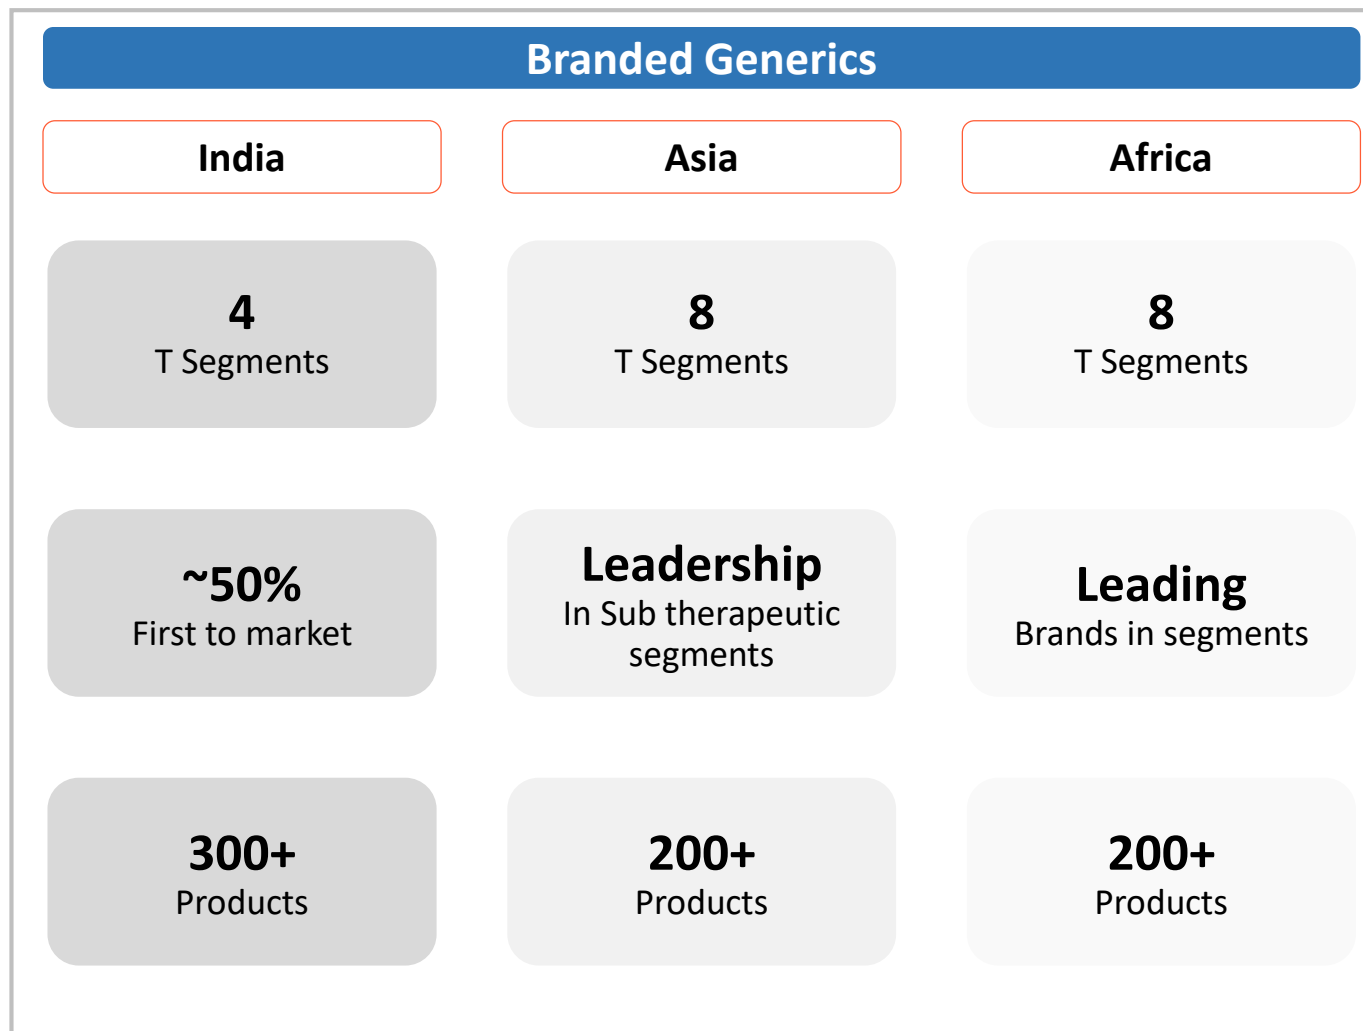 Branded Generics
India
Asia
Africa
4
T Segments
8
T Segments
8
T Segments
~50%
First to market
Leadership
In Sub therapeutic
segments
Leading
Brands in segments
300+
Products
200+
Products
200+
Products